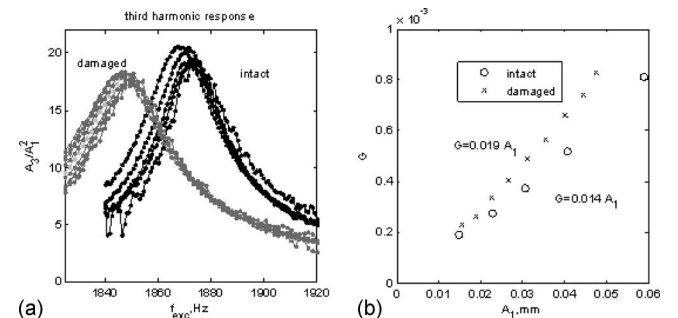 third harmonic response
damaged
intact
A3/A1^2
20
15
10
5
1840
1860
1880
1900
1920
f_exc,Hz
(a)
× 10^-3
1
0.8
0.6
0.4
0.2
0
G
intact
damaged
G=0.019 A1
G=0.014 A1
0
0.01
0.02
0.03
0.04
0.05
0.06
A1,mm
(b)